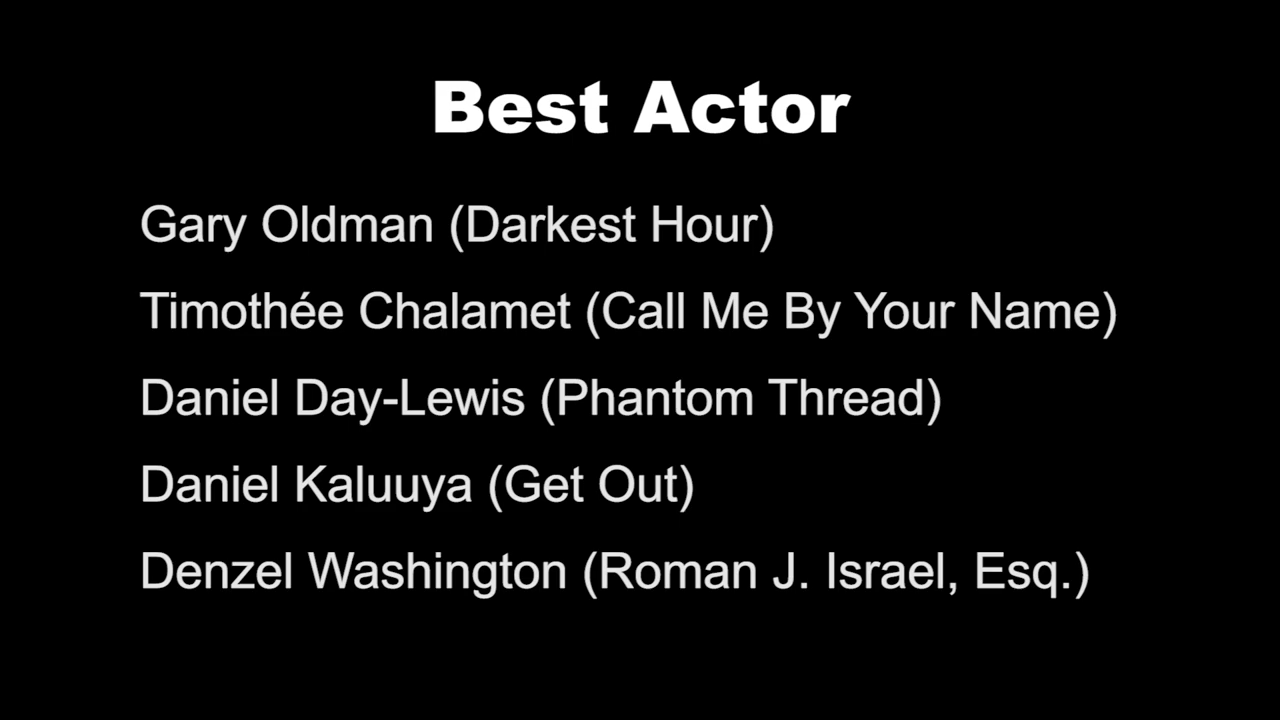 Best Actor
Gary Oldman (Darkest Hour)
Timothée Chalamet (Call Me By Your Name)
Daniel Day-Lewis (Phantom Thread)
Daniel Kaluuya (Get Out)
Denzel Washington (Roman J. Israel, Esq.)